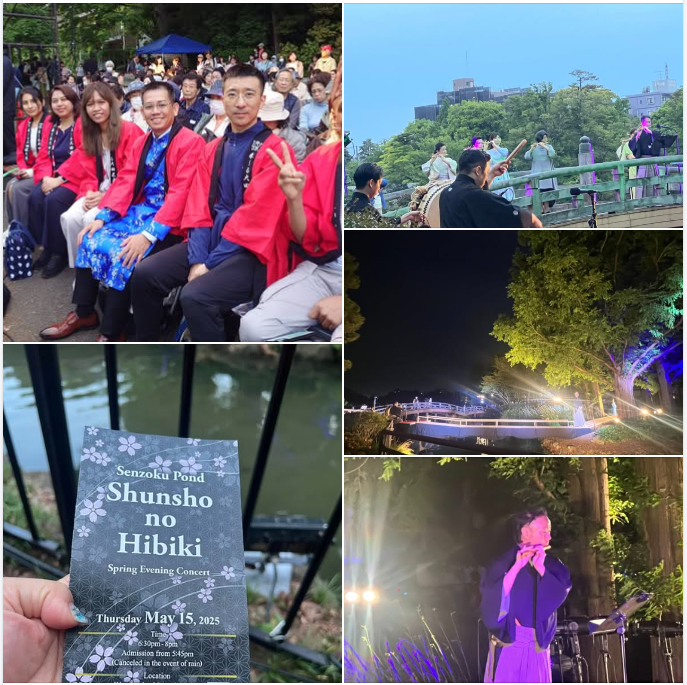 Senzoku Pond
Shunsho
no
Hibiki
Spring Evening Concert
Thursday May 15, 2025
Time
6:30pm- 8pm
Admission from 5:45pm
(Canceled in the event of rain)
Location